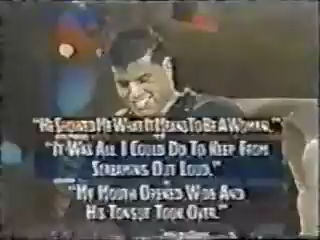 "He Showed Me What It Means To Be A Woman."
"It Was All I Could Do To Keep From
Screaming Out Loud."
"My Mouth Opened Wide And
His Tongue Took Over."